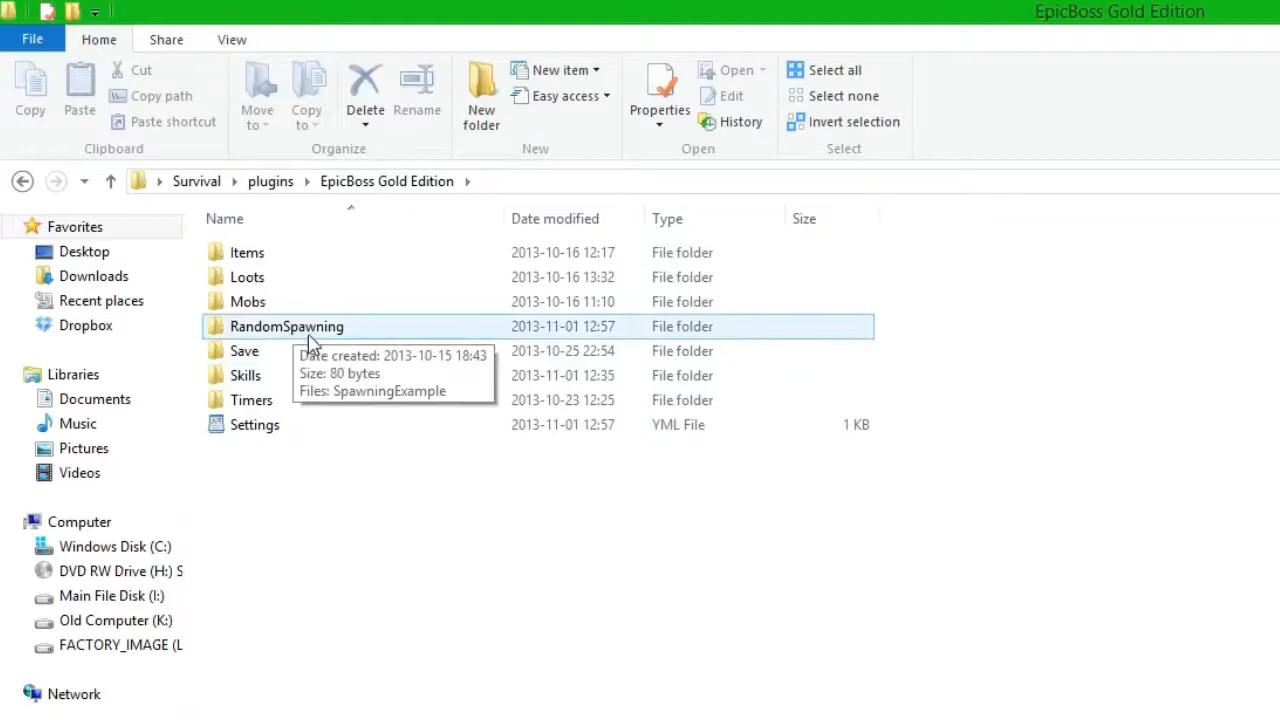 EpicBoss Gold Edition
File Home Share View
Copy Paste Cut
Copy path
Paste shortcut
Clipboard
Move to Copy to Delete Rename
Organize
New folder New item
Easy access
New
Properties Open
Edit
History
Open
Select all
Select none
Invert selection
Select
Survival plugins EpicBoss Gold Edition
Favorites
Desktop
Downloads
Recent places
Dropbox
Libraries
Documents
Music
Pictures
Videos
Computer
Windows Disk (C:)
DVD RW Drive (H:) S
Main File Disk (I:)
Old Computer (K:)
FACTORY_IMAGE (L
Network
Name Date modified Type Size
Items 2013-10-16 12:17 File folder
Loots 2013-10-16 13:32 File folder
Mobs 2013-10-16 11:10 File folder
RandomSpawning 2013-11-01 12:57 File folder
Save 2013-10-25 22:54 File folder
Skills 2013-11-01 12:35 File folder
Timers 2013-10-23 12:25 File folder
Settings 2013-11-01 12:57 YML File 1 KB
Date created: 2013-10-15 18:43
Size: 80 bytes
Files: SpawningExample